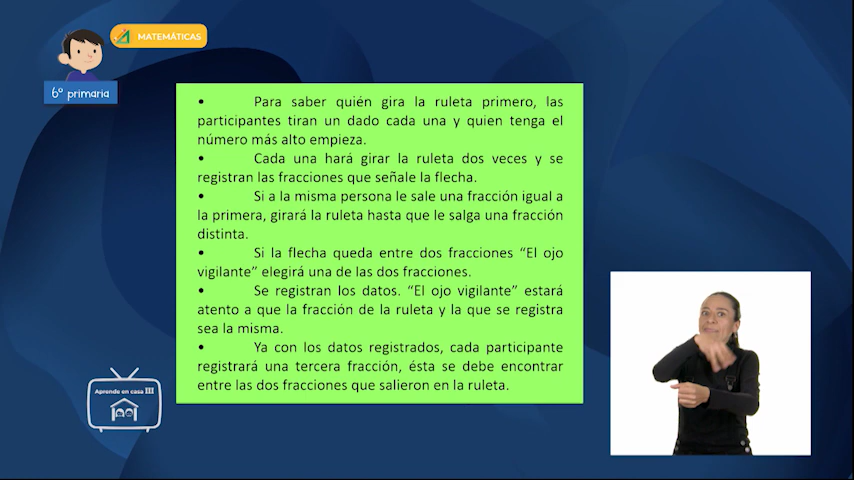 MATEMÁTICAS
6º primaria
• Para saber quién gira la ruleta primero, las
participantes tiran un dado cada una y quien tenga el
número más alto empieza.
• Cada una hará girar la ruleta dos veces y se
registran las fracciones que señale la flecha.
• Si a la misma persona le sale una fracción igual a
la primera, girará la ruleta hasta que le salga una fracción
distinta.
• Si la flecha queda entre dos fracciones “El ojo
vigilante” elegirá una de las dos fracciones.
• Se registran los datos. “El ojo vigilante” estará
atento a que la fracción de la ruleta y la que se registra
sea la misma.
• Ya con los datos registrados, cada participante
registrará una tercera fracción, ésta se debe encontrar
entre las dos fracciones que salieron en la ruleta.
Aprende en casa III